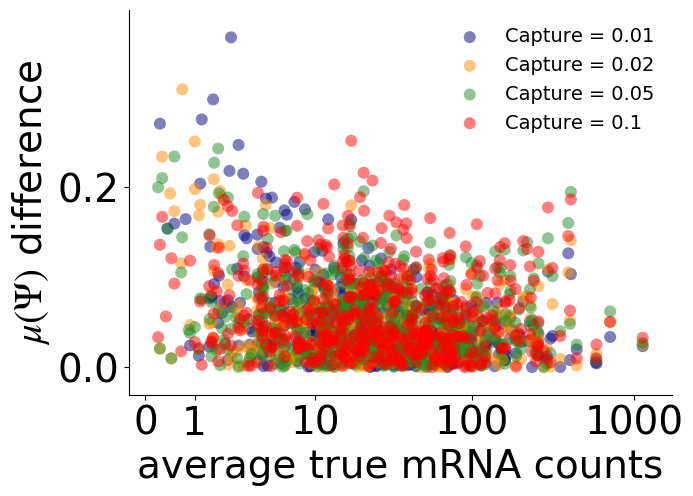 Capture = 0.01
Capture = 0.02
Capture = 0.05
Capture = 0.1
μ(Ψ) difference
0.2
0.0
0 1 10 100 1000
average true mRNA counts